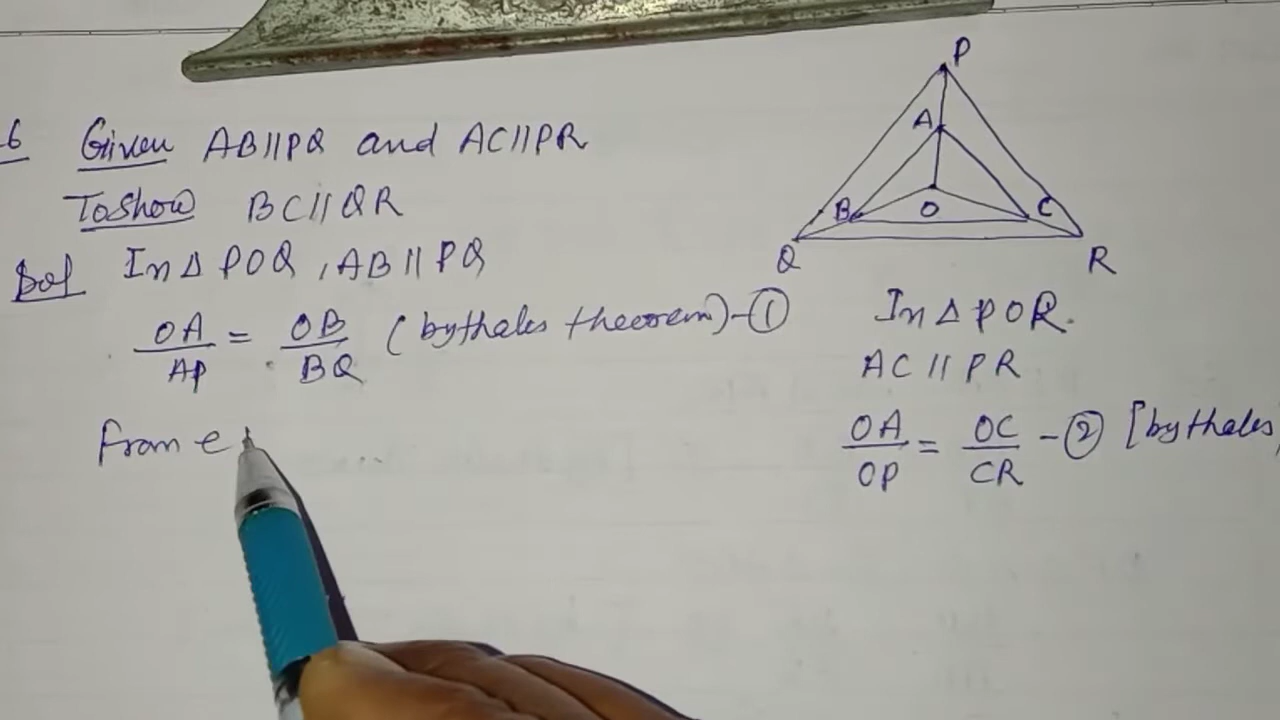 6 Given AB||PQ and AC||PR
To Show BC||QR
Sol In Δ POQ, AB||PQ
OA/AP = OB/BQ (by thales theorem) - ①
From e
P
A
B O C
Q R
In Δ POR.
AC||PR
OA/OP = OC/CR - ② [by thales